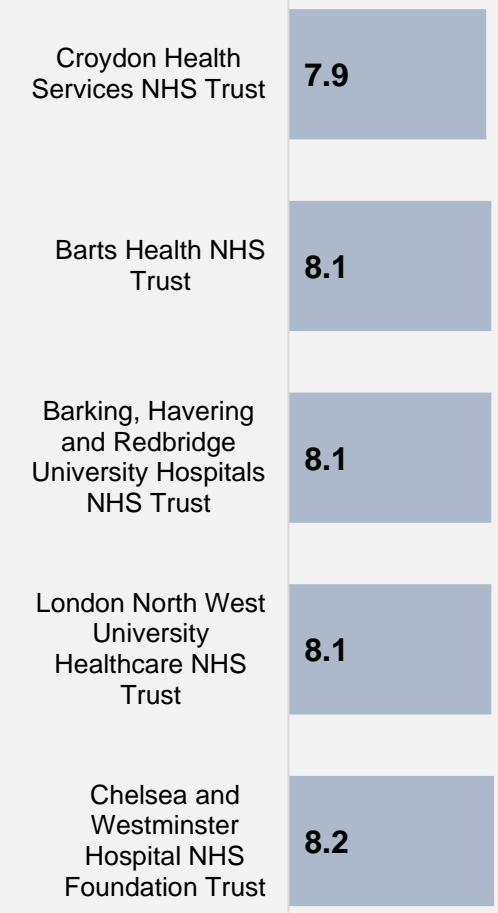 Croydon Health
Services NHS Trust
7.9
Barts Health NHS
Trust
8.1
Barking, Havering
and Redbridge
University Hospitals
NHS Trust
8.1
London North West
University
Healthcare NHS
Trust
8.1
Chelsea and
Westminster
Hospital NHS
Foundation Trust
8.2